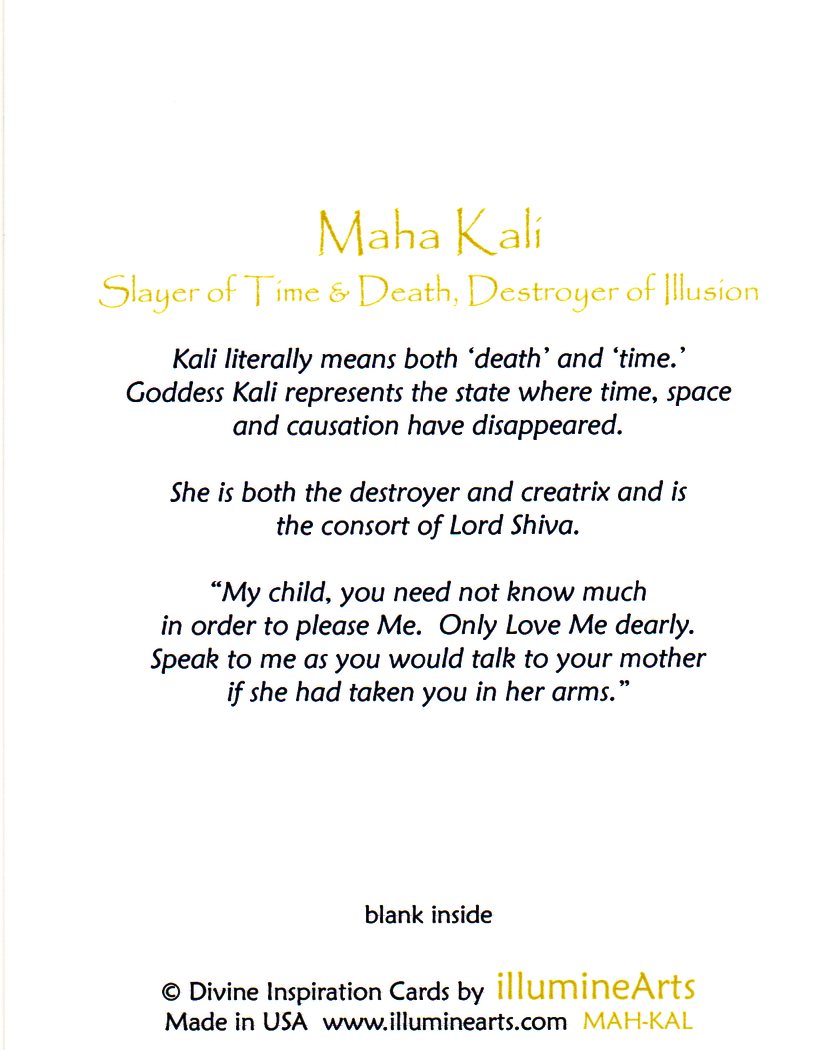 Maha Kali
Slayer of Time & Death, Destroyer of Illusion
Kali literally means both ‘death’ and ‘time.’
Goddess Kali represents the state where time, space
and causation have disappeared.
She is both the destroyer and creatrix and is
the consort of Lord Shiva.
“My child, you need not know much
in order to please Me.  Only Love Me dearly.
Speak to me as you would talk to your mother
if she had taken you in her arms.”
blank inside
© Divine Inspiration Cards by illumineArts
Made in USA  www.illuminearts.com  MAH-KAL